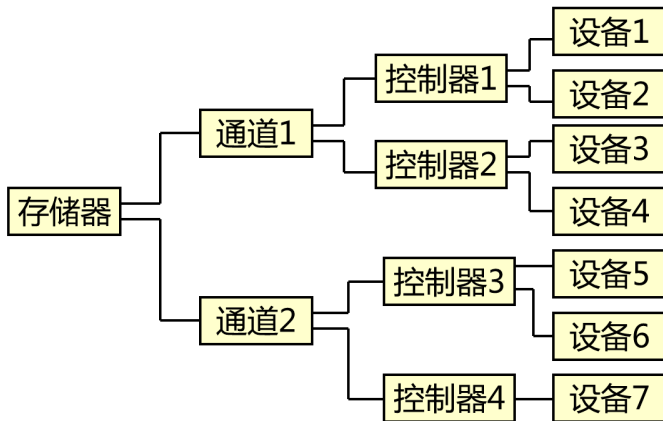 存储器
通道1
控制器1
设备1
设备2
控制器2
设备3
设备4
通道2
控制器3
设备5
设备6
控制器4
设备7